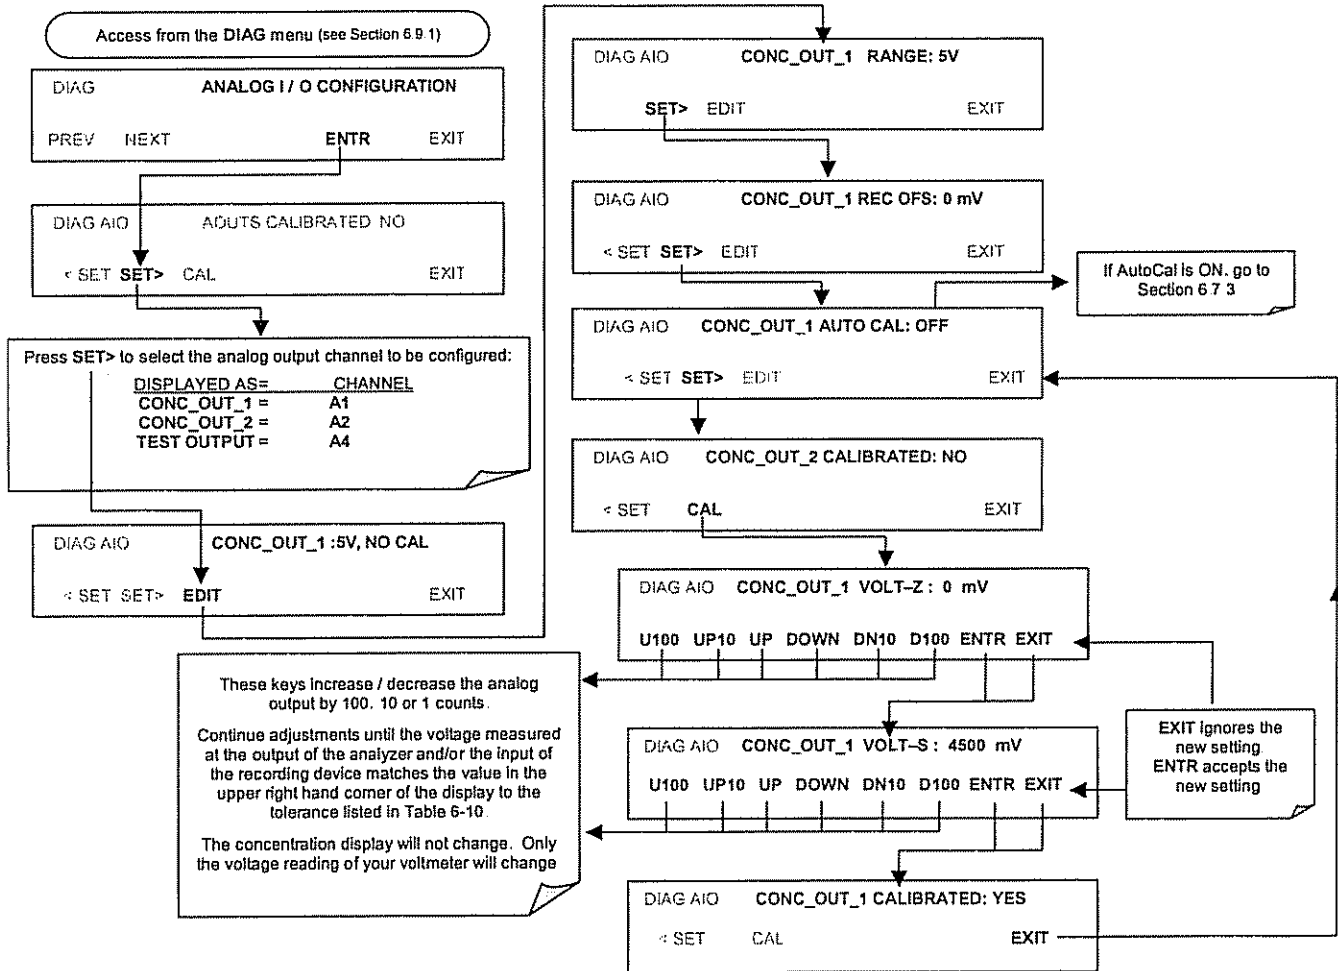 Access from the DIAG menu (see Section 6.9.1)
DIAG ANALOG I / O CONFIGURATION
PREV NEXT ENTR EXIT
DIAG AIO AOUTS CALIBRATED NO
< SET SET> CAL EXIT
Press SET> to select the analog output channel to be configured:
DISPLAYED AS= CHANNEL
CONC_OUT_1 = A1
CONC_OUT_2 = A2
TEST OUTPUT = A4
DIAG AIO CONC_OUT_1 :5V, NO CAL
< SET SET> EDIT EXIT
These keys increase / decrease the analog
output by 100. 10 or 1 counts.
Continue adjustments until the voltage measured
at the output of the analyzer and/or the input of
the recording device matches the value in the
upper right hand corner of the display to the
tolerance listed in Table 6-10.
The concentration display will not change. Only
the voltage reading of your voltmeter will change
DIAG AIO CONC_OUT_1 RANGE: 5V
SET> EDIT EXIT
DIAG AIO CONC_OUT_1 REC OFS: 0 mV
< SET SET> EDIT EXIT
If AutoCal is ON. go to
Section 6 7 3
DIAG AIO CONC_OUT_1 AUTO CAL: OFF
< SET SET> EDIT EXIT
DIAG AIO CONC_OUT_2 CALIBRATED: NO
< SET CAL EXIT
DIAG AIO CONC_OUT_1 VOLT–Z : 0 mV
U100 UP10 UP DOWN DN10 D100 ENTR EXIT
EXIT ignores the
new setting.
ENTR accepts the
new setting
DIAG AIO CONC_OUT_1 VOLT–S : 4500 mV
U100 UP10 UP DOWN DN10 D100 ENTR EXIT
DIAG AIO CONC_OUT_1 CALIBRATED: YES
< SET CAL EXIT